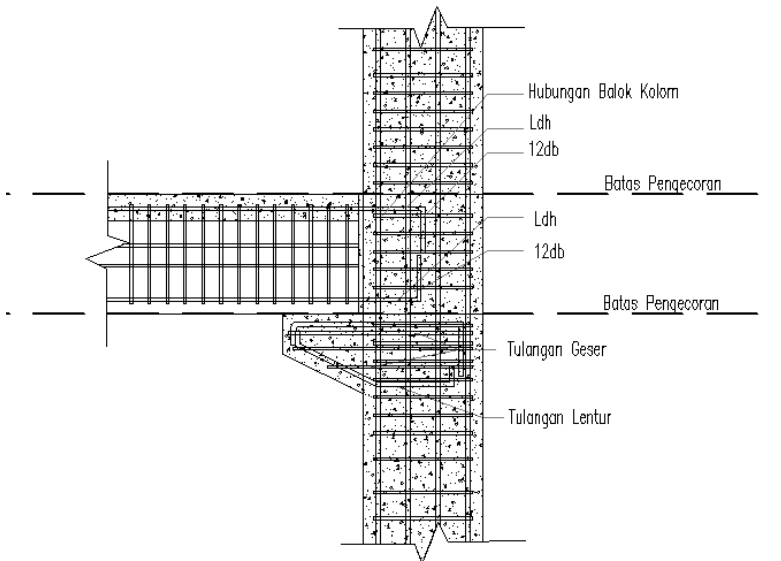 Hubungan Balok Kolom
Ldh
12db
Batas Pengecoran
Ldh
12db
Batas Pengecoran
Tulangan Geser
Tulangan Lentur